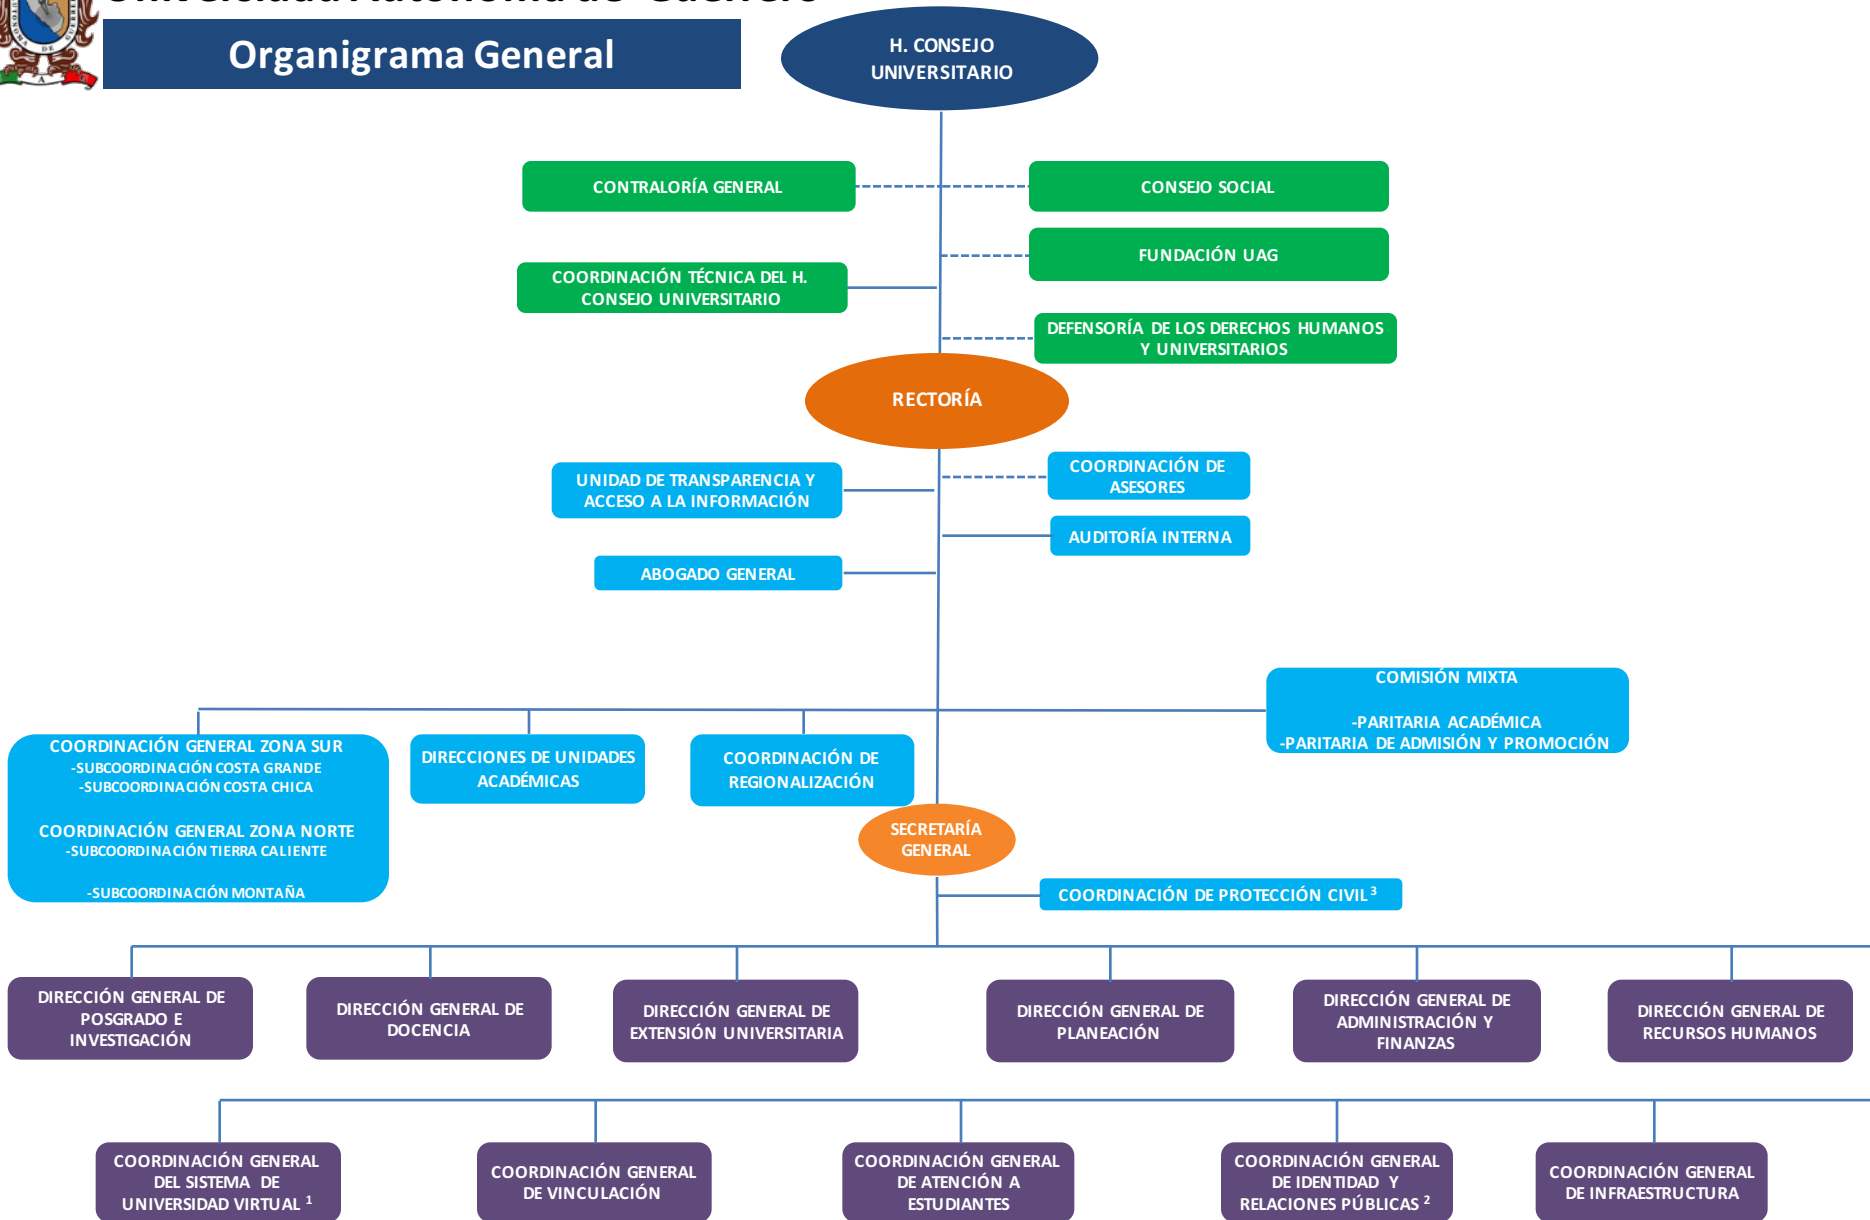 Universidad Autónoma de Guerrero
Organigrama General
H. CONSEJO
UNIVERSITARIO
CONTRALORÍA GENERAL
CONSEJO SOCIAL
FUNDACIÓN UAG
COORDINACIÓN TÉCNICA DEL H.
CONSEJO UNIVERSITARIO
DEFENSORÍA DE LOS DERECHOS HUMANOS
Y UNIVERSITARIOS
RECTORÍA
UNIDAD DE TRANSPARENCIA Y
ACCESO A LA INFORMACIÓN
COORDINACIÓN DE
ASESORES
AUDITORÍA INTERNA
ABOGADO GENERAL
COMISIÓN MIXTA
-PARITARIA ACADÉMICA
-PARITARIA DE ADMISIÓN Y PROMOCIÓN
COORDINACIÓN GENERAL ZONA SUR
-SUBCOORDINACIÓN COSTA GRANDE
-SUBCOORDINACIÓN COSTA CHICA
COORDINACIÓN GENERAL ZONA NORTE
-SUBCOORDINACIÓN TIERRA CALIENTE
-SUBCOORDINACIÓN MONTAÑA
DIRECCIONES DE UNIDADES
ACADÉMICAS
COORDINACIÓN DE
REGIONALIZACIÓN
SECRETARÍA
GENERAL
COORDINACIÓN DE PROTECCIÓN CIVIL ³
DIRECCIÓN GENERAL DE
POSGRADO E
INVESTIGACIÓN
DIRECCIÓN GENERAL DE
DOCENCIA
DIRECCIÓN GENERAL DE
EXTENSIÓN UNIVERSITARIA
DIRECCIÓN GENERAL DE
PLANEACIÓN
DIRECCIÓN GENERAL DE
ADMINISTRACIÓN Y
FINANZAS
DIRECCIÓN GENERAL DE
RECURSOS HUMANOS
COORDINACIÓN GENERAL
DEL SISTEMA DE
UNIVERSIDAD VIRTUAL ¹
COORDINACIÓN GENERAL
DE VINCULACIÓN
COORDINACIÓN GENERAL
DE ATENCIÓN A
ESTUDIANTES
COORDINACIÓN GENERAL
DE IDENTIDAD Y
RELACIONES PÚBLICAS ²
COORDINACIÓN GENERAL
DE INFRAESTRUCTURA